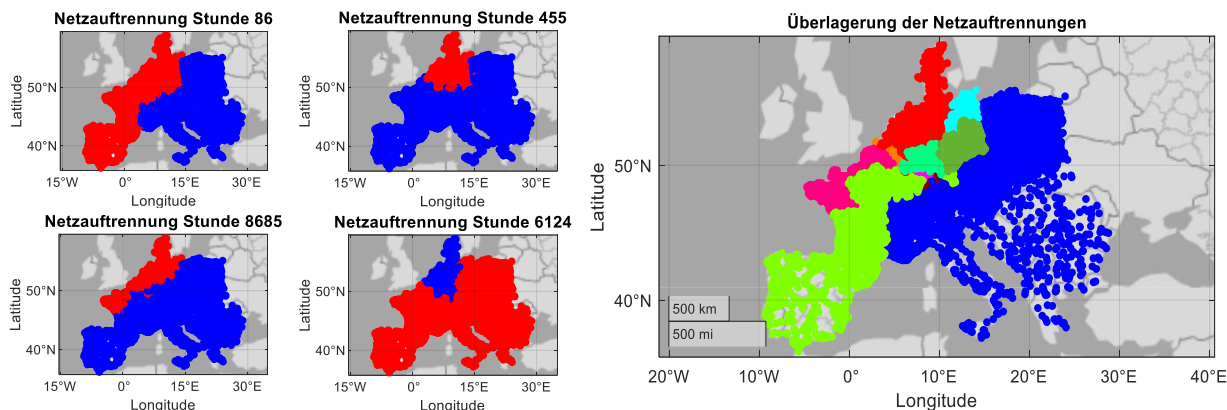 Netzauftrennung Stunde 86
Latitude
50°N
40°N
15°W 0° 15°E 30°E
Longitude
Netzauftrennung Stunde 455
Latitude
50°N
40°N
15°W 0° 15°E 30°E
Longitude
Netzauftrennung Stunde 8685
Latitude
50°N
40°N
15°W 0° 15°E 30°E
Longitude
Netzauftrennung Stunde 6124
Latitude
50°N
40°N
15°W 0° 15°E 30°E
Longitude
Überlagerung der Netzauftrennungen
Latitude
50°N
40°N
500 km
500 mi
20°W 10°W 0° 10°E 20°E 30°E 40°E
Longitude